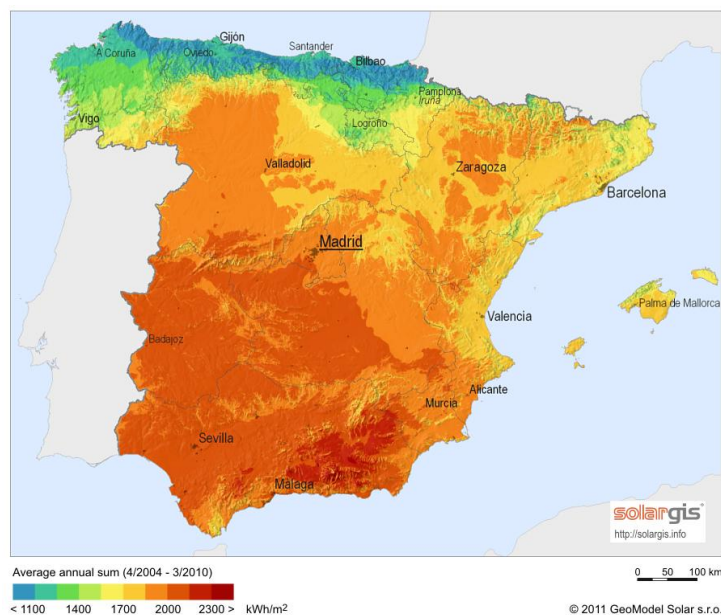 Gijón
A Coruña
Oviedo
Santander
Bilbao
Pamplona
Iruña
Logroño
Vigo
Valladolid
Zaragoza
Barcelona
Madrid
Palma de Mallorca
Valencia
Badajoz
Alicante
Murcia
Sevilla
Málaga
solargis
http://solargis.info
Average annual sum (4/2004 - 3/2010)
0 50 100 km
< 1100 1400 1700 2000 2300 > kWh/m²
© 2011 GeoModel Solar s.r.o.